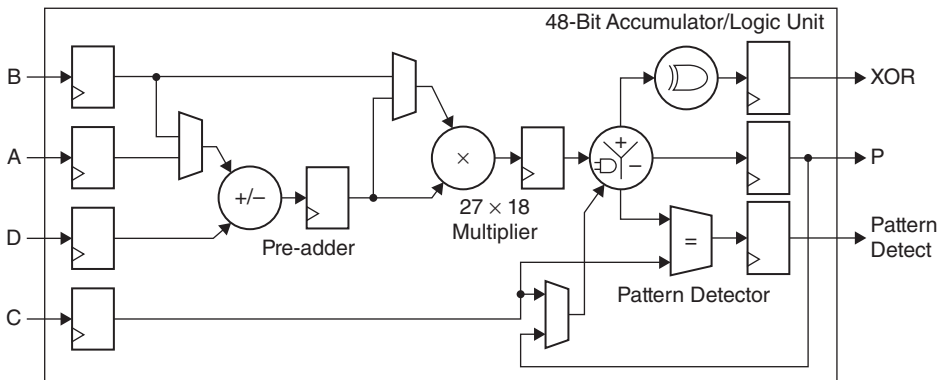 48-Bit Accumulator/Logic Unit
B
XOR
A
×
+
−
P
27 × 18
Multiplier
+/−
D
Pre-adder
=
Pattern
Detect
Pattern Detector
C